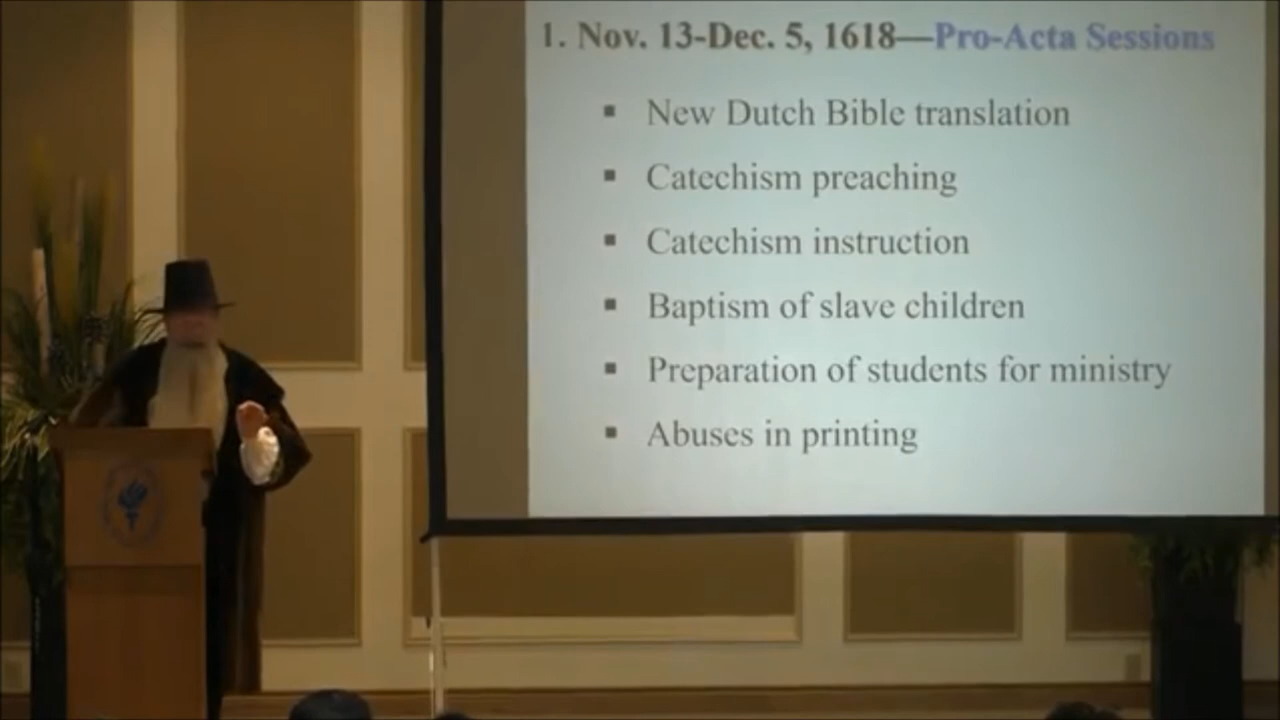 1. Nov. 13-Dec. 5, 1618—Pro-Acta Sessions
▪ New Dutch Bible translation
▪ Catechism preaching
▪ Catechism instruction
▪ Baptism of slave children
▪ Preparation of students for ministry
▪ Abuses in printing